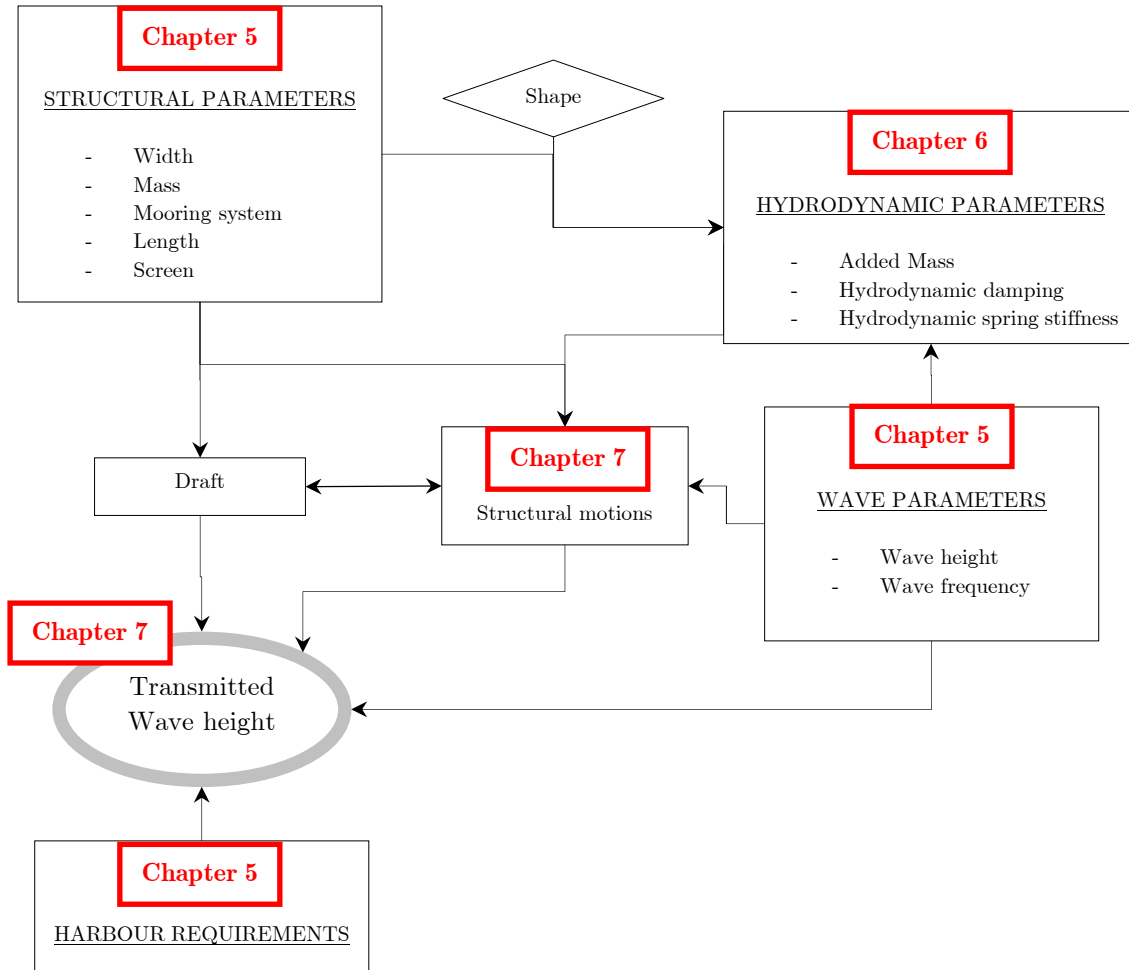 Chapter 5
STRUCTURAL PARAMETERS
- Width
- Mass
- Mooring system
- Length
- Screen
Shape
Chapter 6
HYDRODYNAMIC PARAMETERS
- Added Mass
- Hydrodynamic damping
- Hydrodynamic spring stiffness
Draft
Chapter 7
Structural motions
Chapter 5
WAVE PARAMETERS
- Wave height
- Wave frequency
Chapter 7
Transmitted
Wave height
Chapter 5
HARBOUR REQUIREMENTS